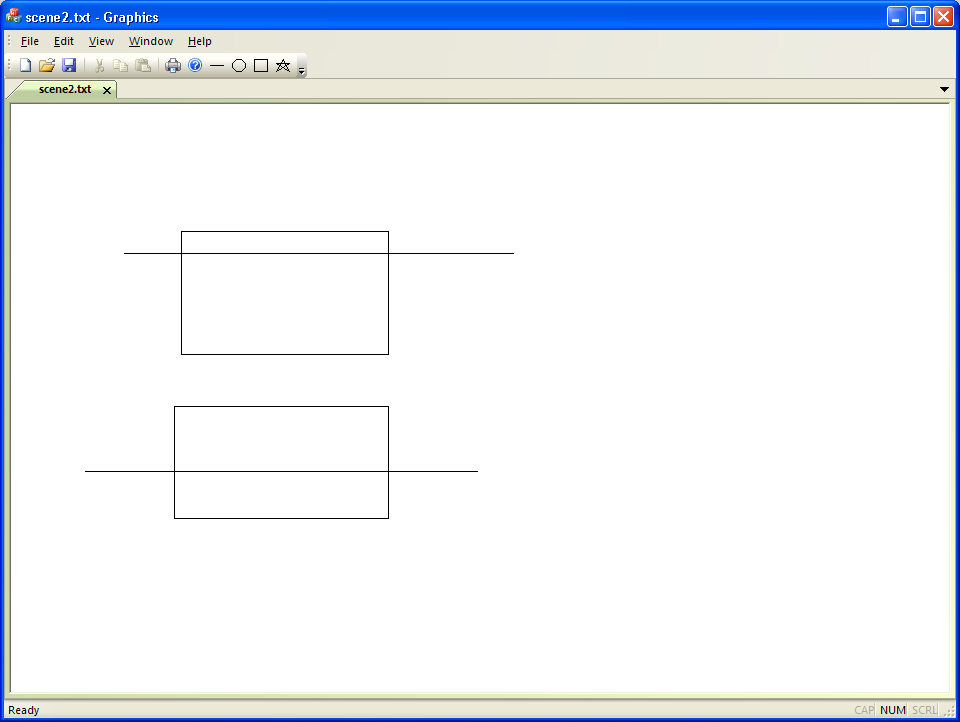 scene2.txt - Graphics
File Edit View Window Help
scene2.txt
Ready CAP NUM SCRL